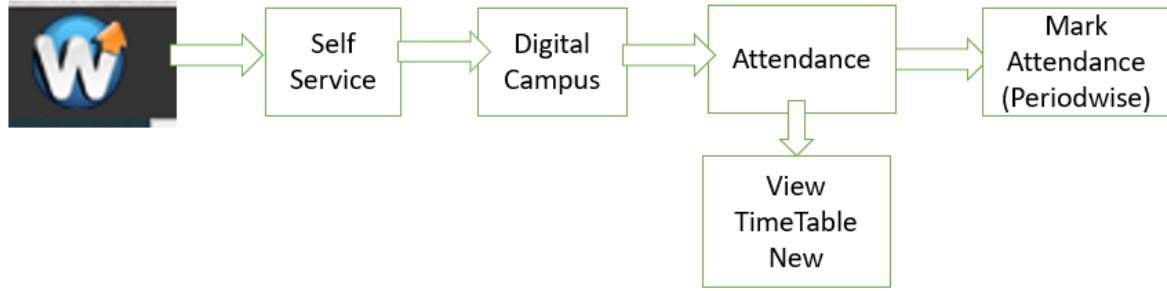 W
Self
Service
Digital
Campus
Attendance
Mark
Attendance
(Periodwise)
View
TimeTable
New